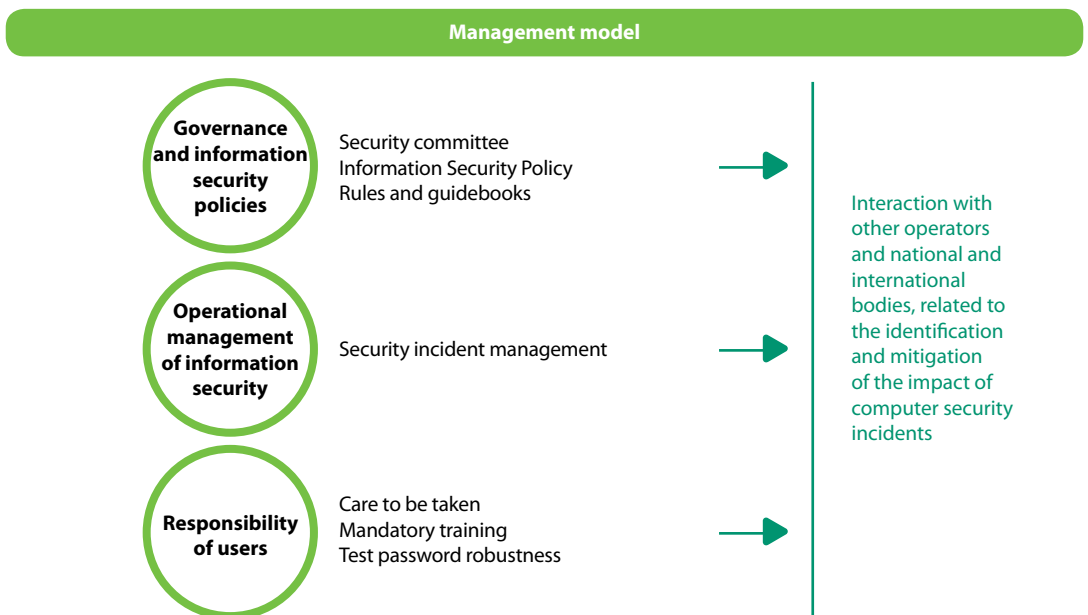 Management model
Governance
and information
security
policies
Security committee
Information Security Policy
Rules and guidebooks
Operational
management
of information
security
Security incident management
Responsibility
of users
Care to be taken
Mandatory training
Test password robustness
Interaction with
other operators
and national and
international
bodies, related to
the identification
and mitigation
of the impact of
computer security
incidents